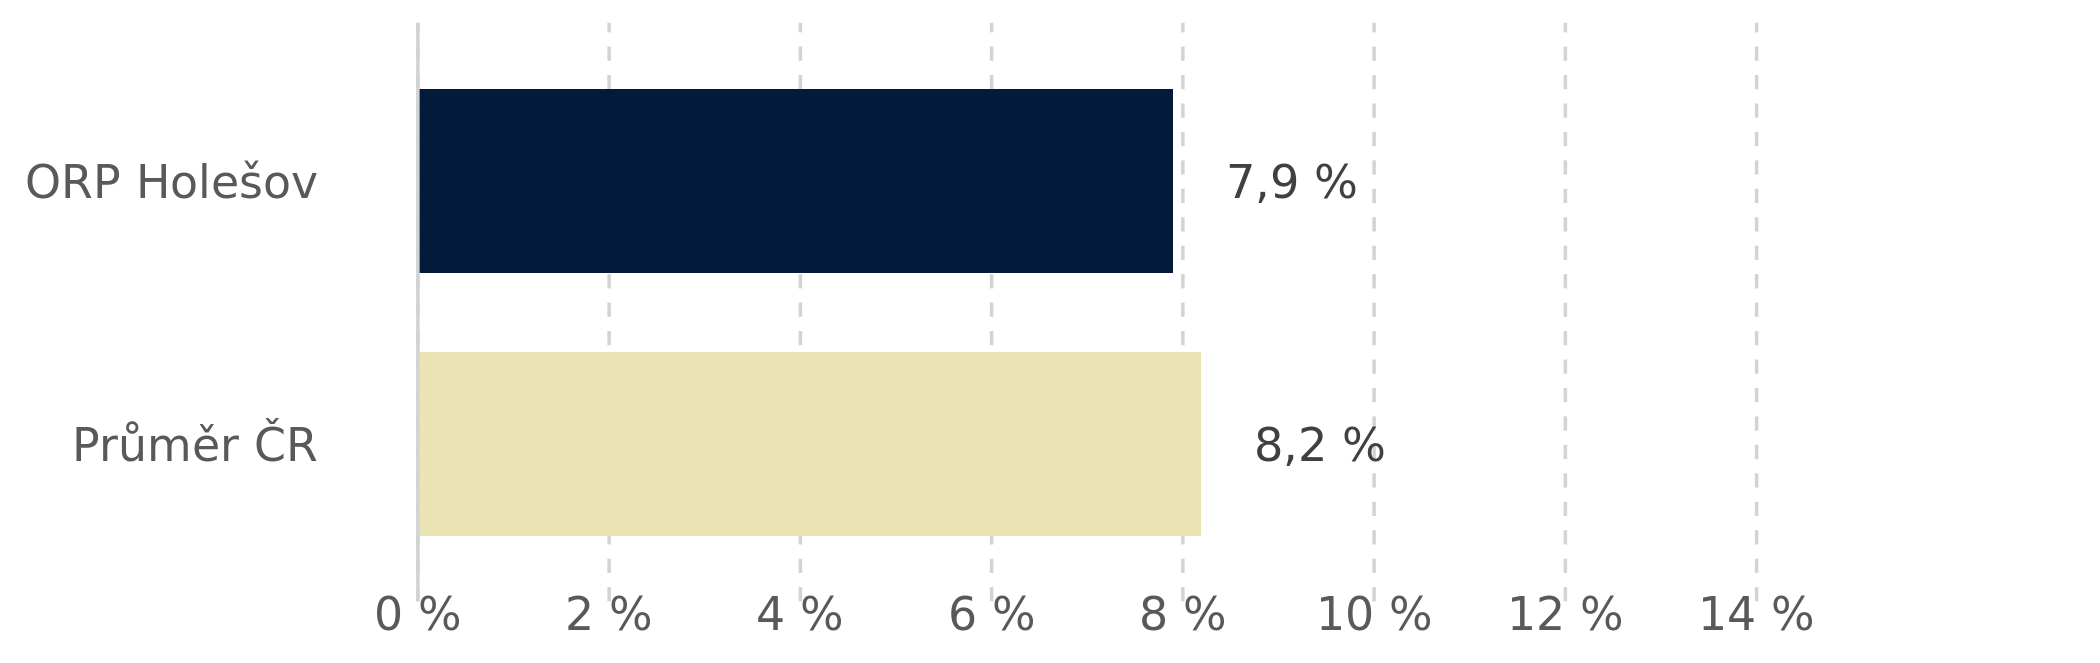 ORP Holešov
7,9 %
Průměr ČR
8,2 %
0 % 2 % 4 % 6 % 8 % 10 % 12 % 14 %